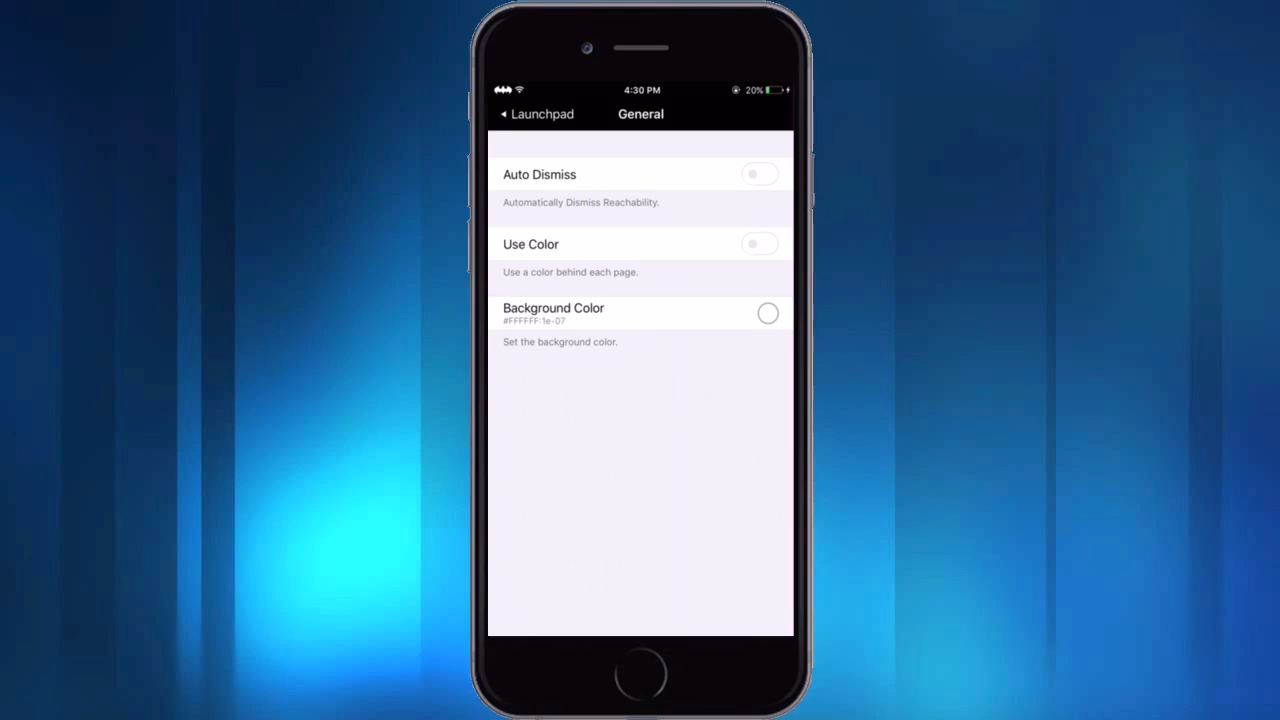 4:30 PM
20%
Launchpad
General
Auto Dismiss
Automatically Dismiss Reachability.
Use Color
Use a color behind each page.
Background Color
#FFFFFF:1e-07
Set the background color.